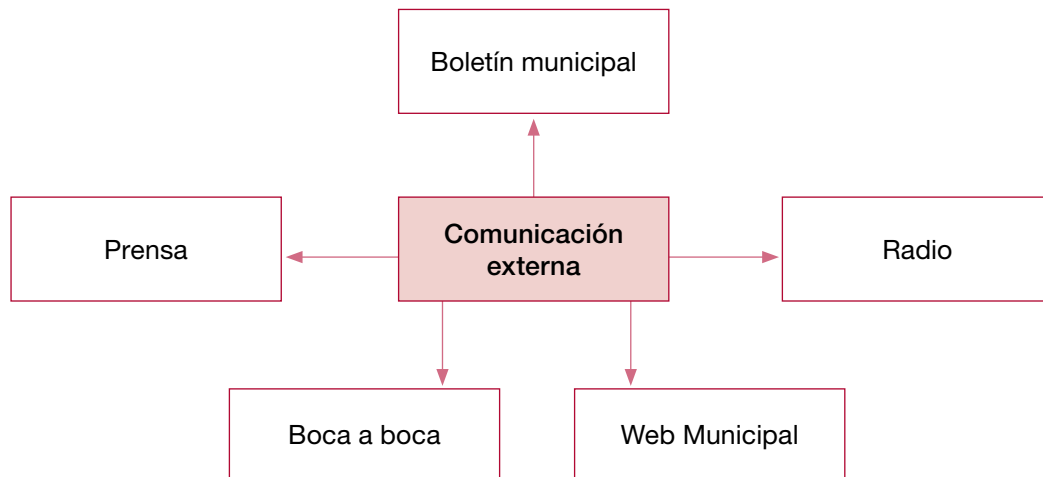 Boletín municipal
Prensa
Comunicación
externa
Radio
Boca a boca
Web Municipal